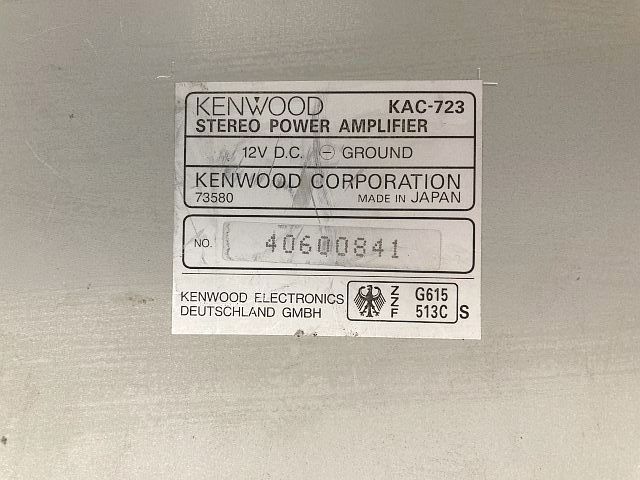 KENWOOD KAC-723
STEREO POWER AMPLIFIER
12V D.C. ⊖ GROUND
KENWOOD CORPORATION
73580 MADE IN JAPAN
NO. 40600841
KENWOOD ELECTRONICS
DEUTSCHLAND GMBH
ZZF
G615
513C S